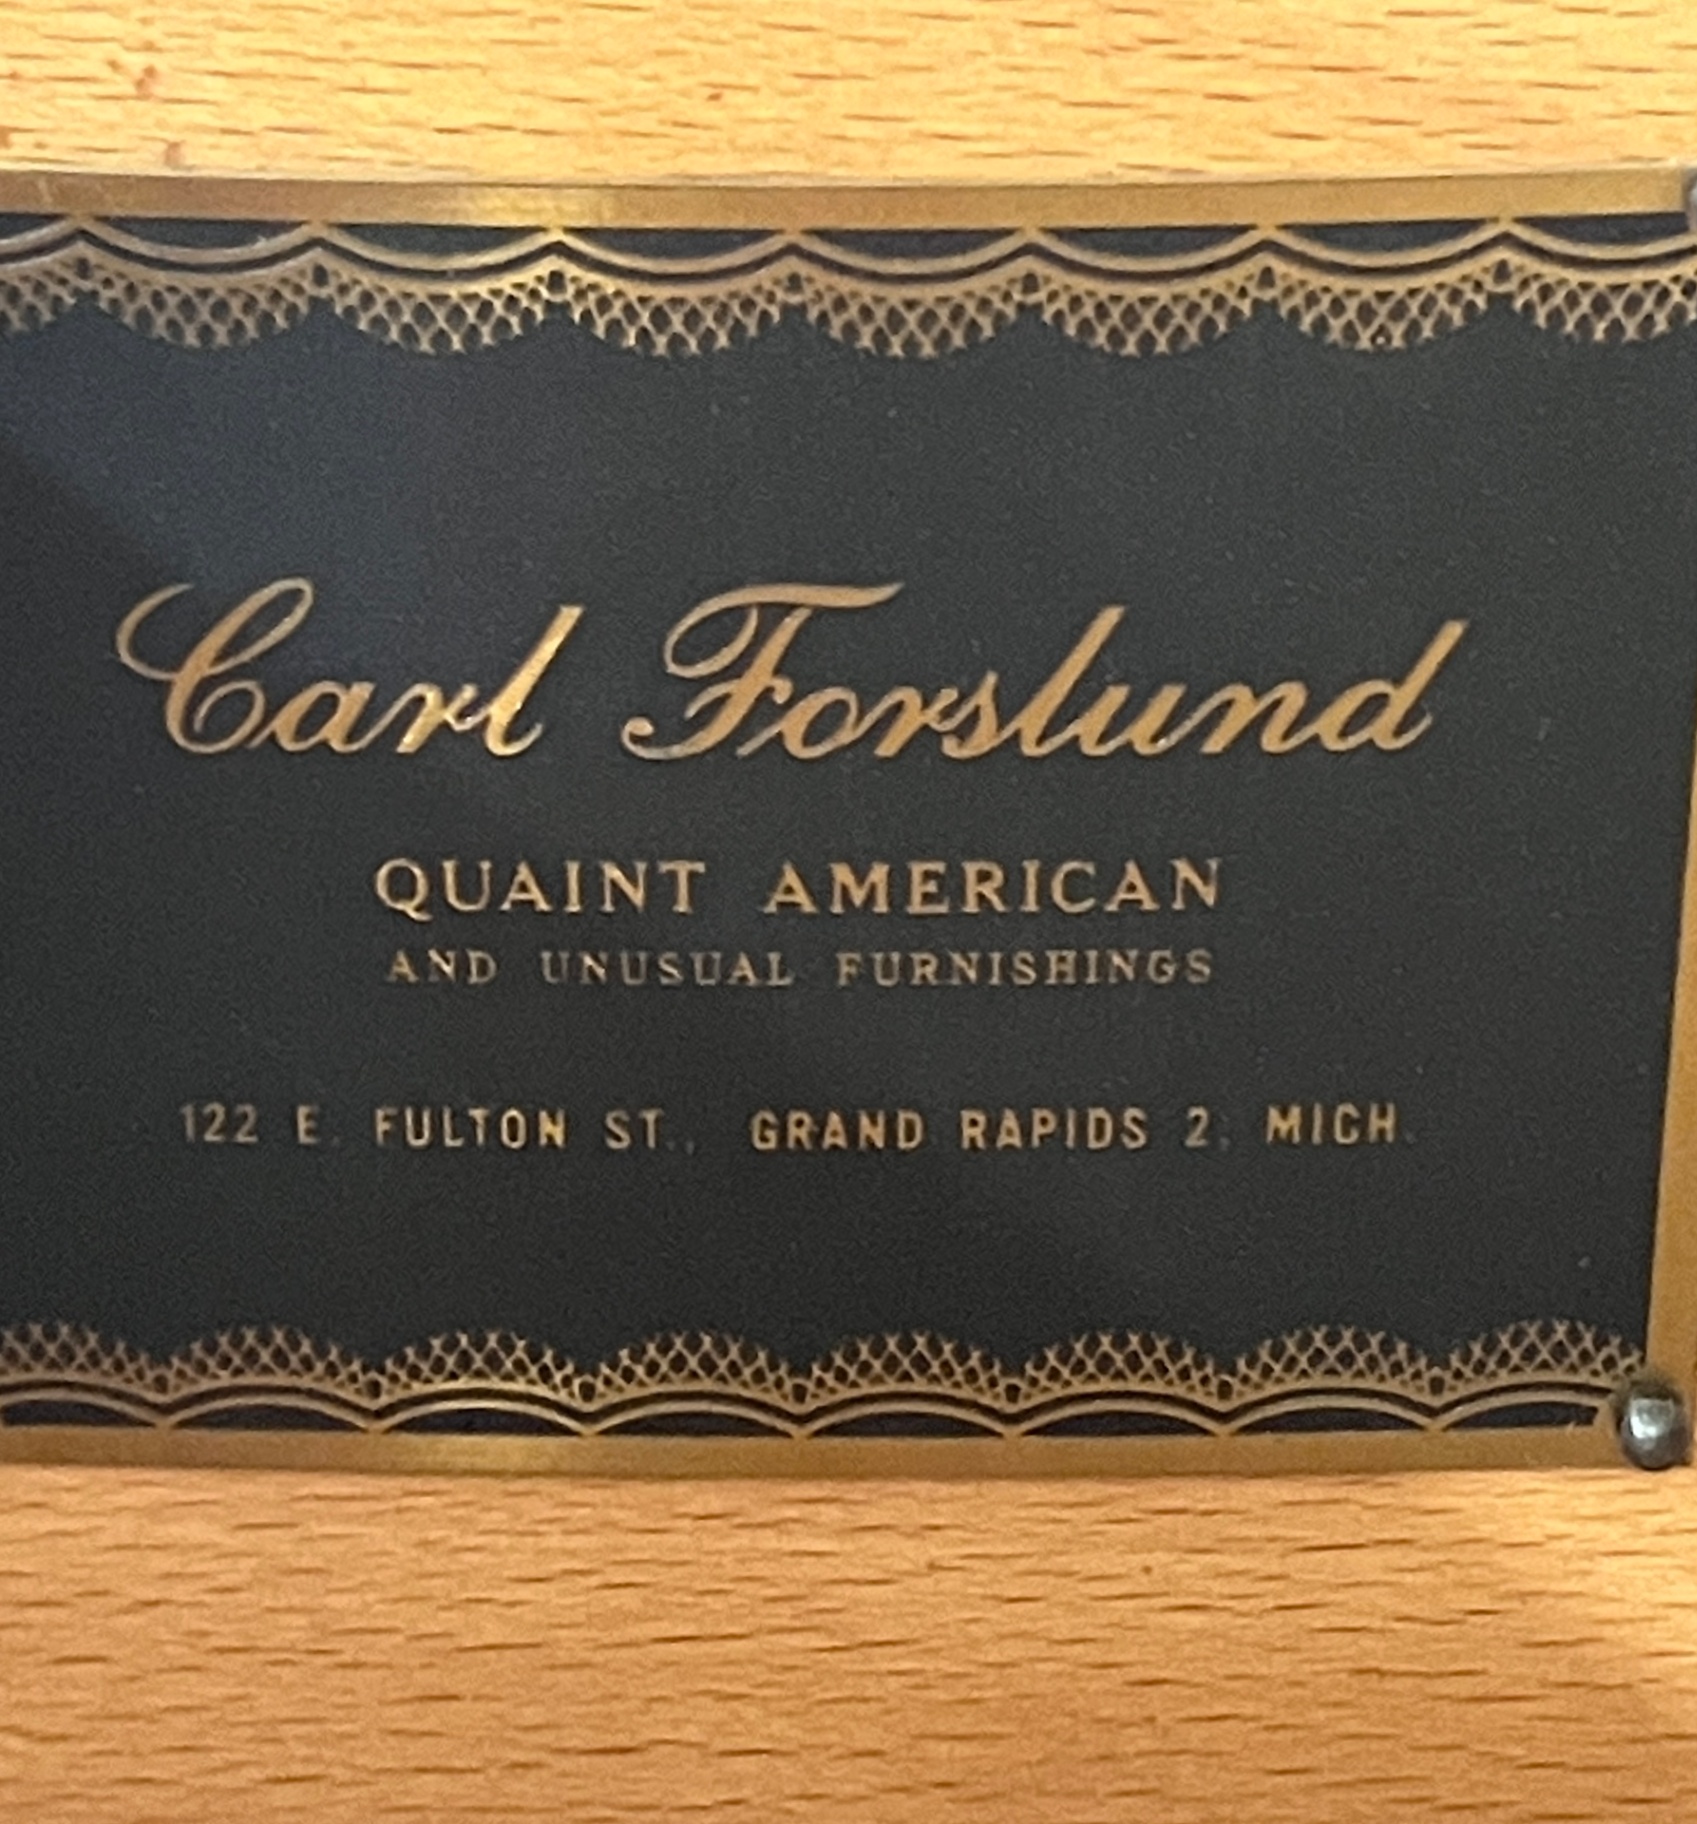 Carl Forslund
QUAINT AMERICAN
AND UNUSUAL FURNISHINGS
122 E. FULTON ST., GRAND RAPIDS 2, MICH.